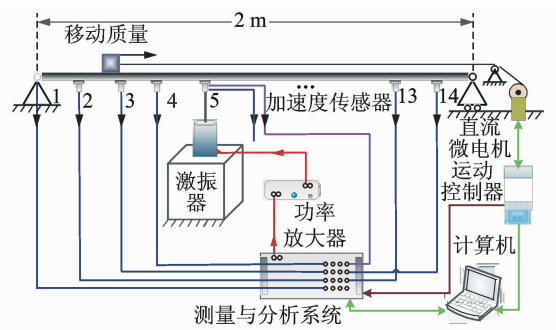 2 m
移动质量
1
2
3
4
5
···
加速度传感器
13
14
直流
微电机
运动
控制器
激振
器
功率
放大器
计算机
测量与分析系统